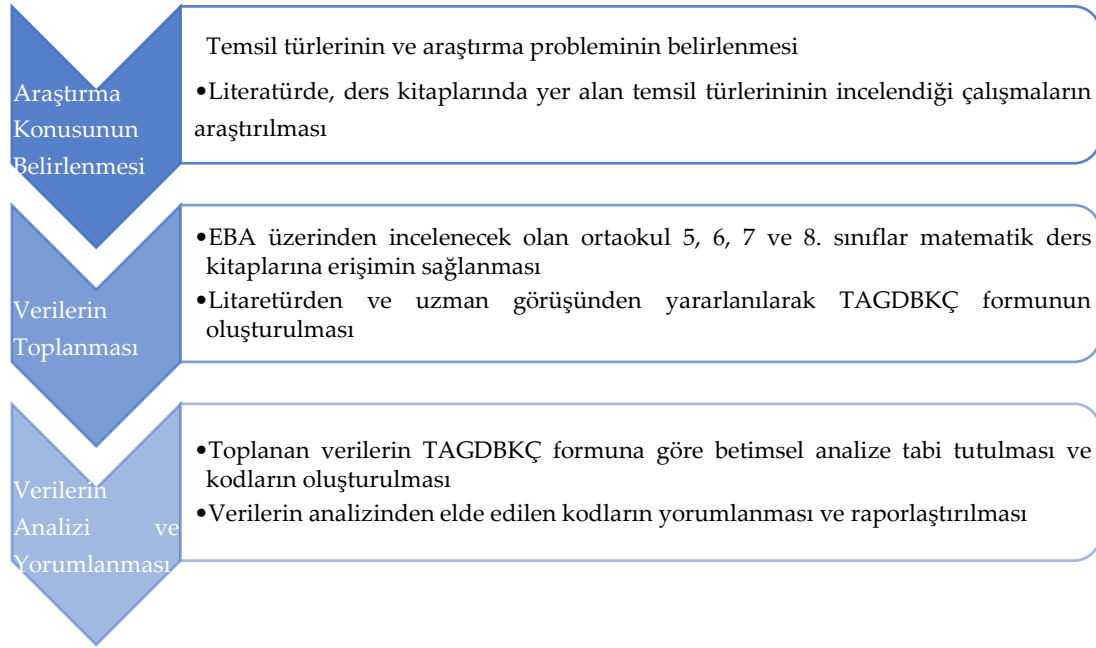 Araştırma
Konusunun
Belirlenmesi
Temsil türlerinin ve araştırma probleminin belirlenmesi
•Literatürde, ders kitaplarında yer alan temsil türlerininin incelendiği çalışmaların
araştırılması
Verilerin
Toplanması
•EBA üzerinden incelenecek olan ortaokul 5, 6, 7 ve 8. sınıflar matematik ders
kitaplarına erişimin sağlanması
•Litaretürden ve uzman görüşünden yararlanılarak TAGDBKÇ formunun
oluşturulması
Verilerin
Analizi ve
Yorumlanması
•Toplanan verilerin TAGDBKÇ formuna göre betimsel analize tabi tutulması ve
kodların oluşturulması
•Verilerin analizinden elde edilen kodların yorumlanması ve raporlaştırılması